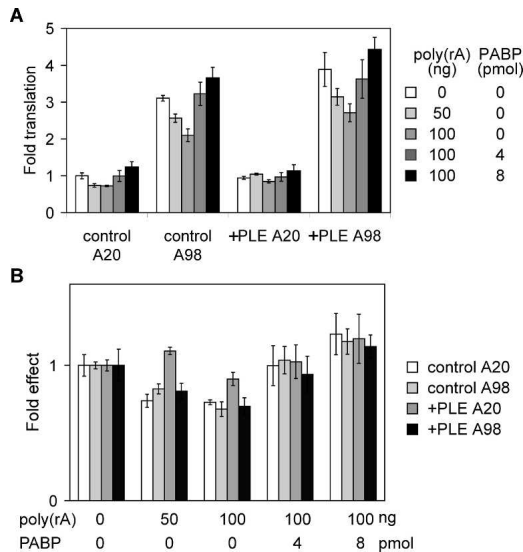 A
Fold translation
5
4
3
2
1
0
control A20
control A98
+PLE A20
+PLE A98
poly(rA) (ng) PABP (pmol)
0 0
50 0
100 0
100 4
100 8
B
Fold effect
1
0
control A20
control A98
+PLE A20
+PLE A98
poly(rA) 0 50 100 100 100 ng
PABP 0 0 0 4 8 pmol